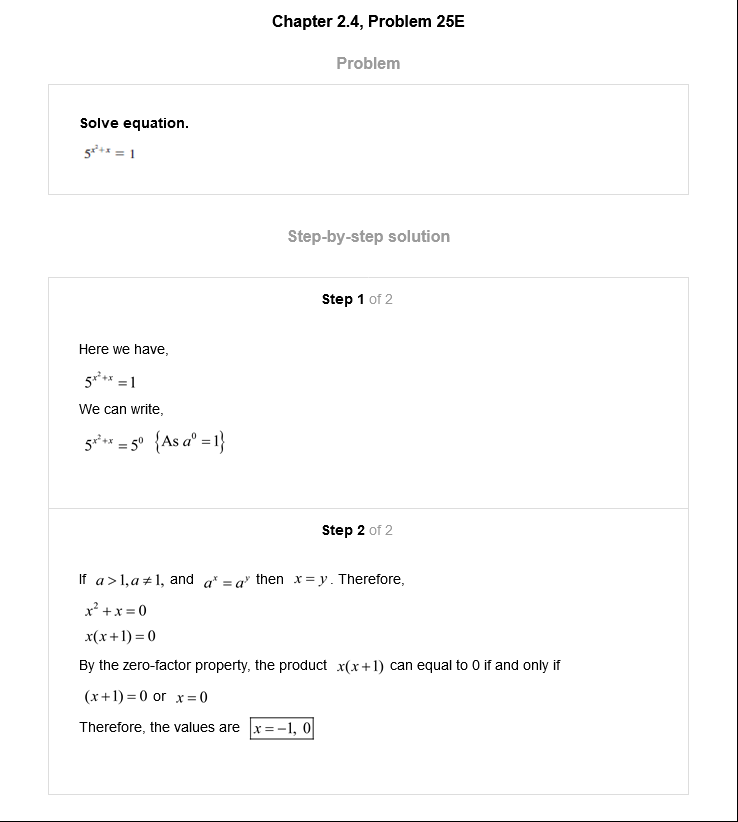 Chapter 2.4, Problem 25E
Problem
Solve equation.
5^{x^2+x} = 1
Step-by-step solution
Step 1 of 2
Here we have,
5^{x^2+x} = 1
We can write,
5^{x^2+x} = 5^0 {As a^0 = 1}
Step 2 of 2
If a > 1, a ≠ 1, and a^x = a^y then x = y. Therefore,
x^2 + x = 0
x(x+1) = 0
By the zero-factor property, the product x(x+1) can equal to 0 if and only if
(x+1) = 0 or x = 0
Therefore, the values are x = −1, 0